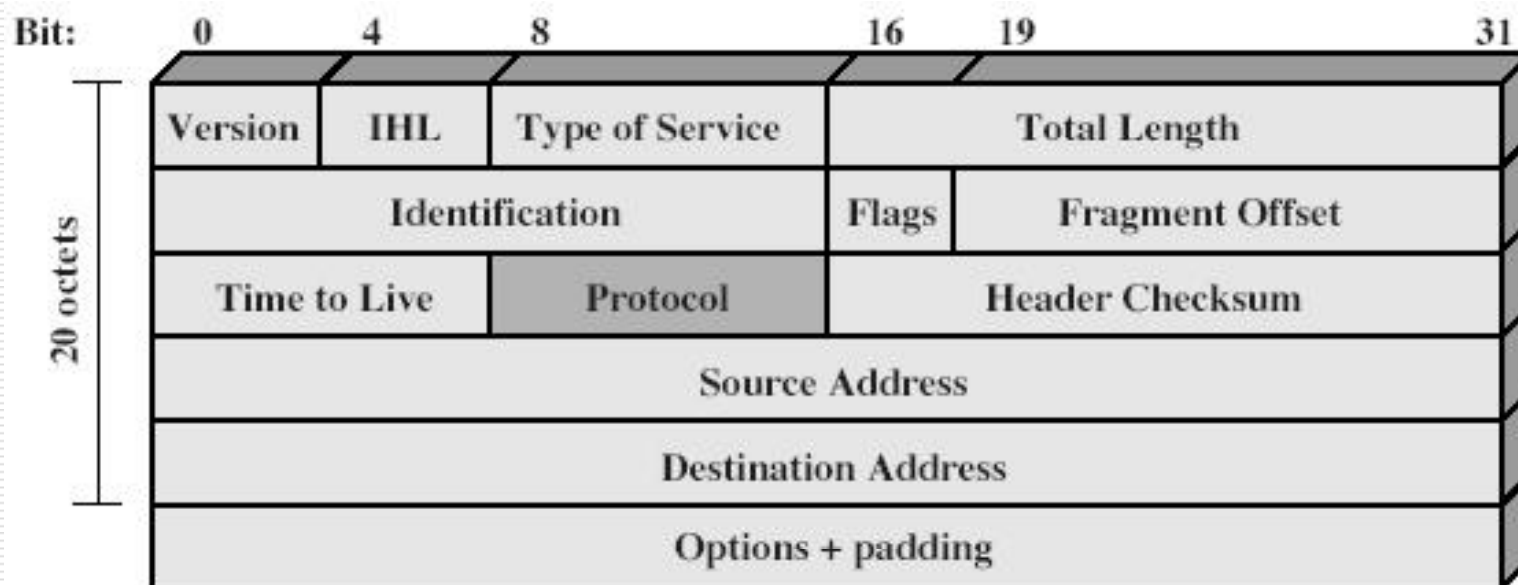 Bit: 0 4 8 16 19 31
Version IHL Type of Service Total Length
Identification Flags Fragment Offset
20 octets
Time to Live Protocol Header Checksum
Source Address
Destination Address
Options + padding